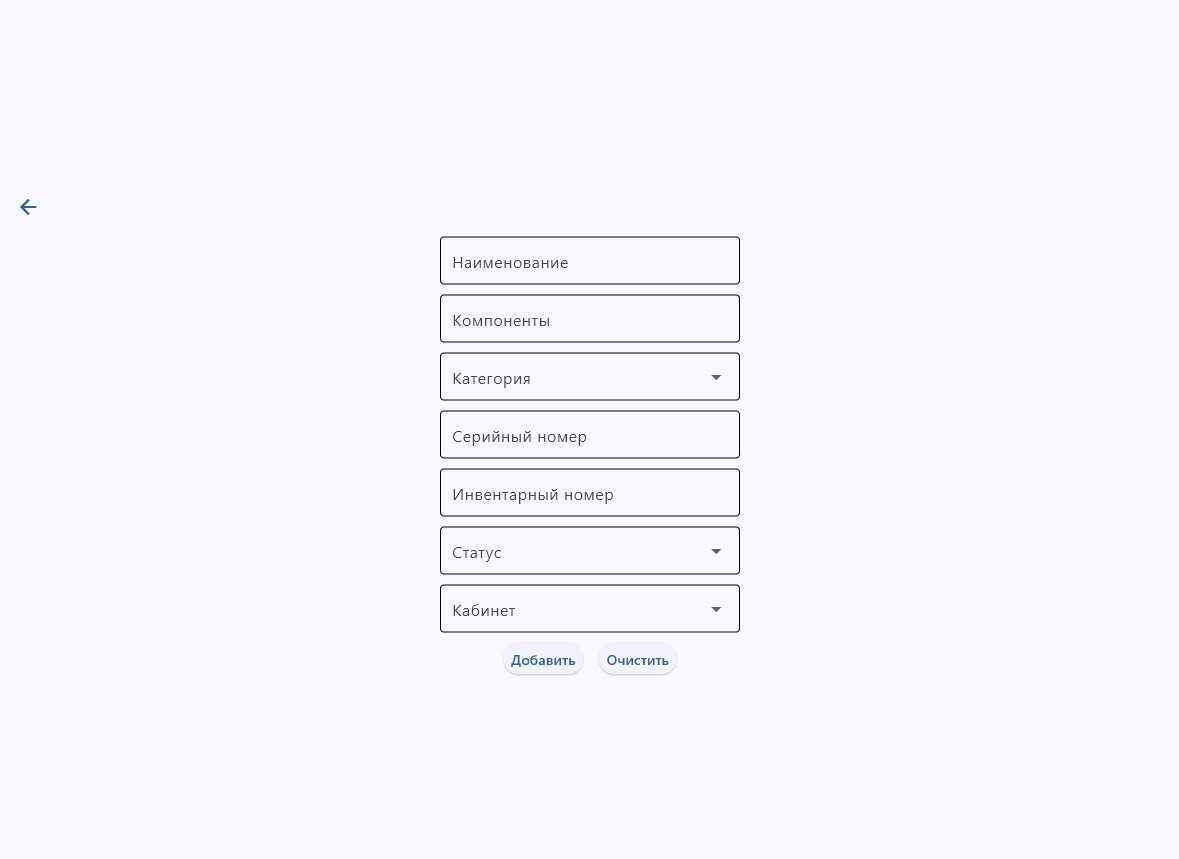 Наименование
Компоненты
Категория
Серийный номер
Инвентарный номер
Статус
Кабинет
Добавить Очистить